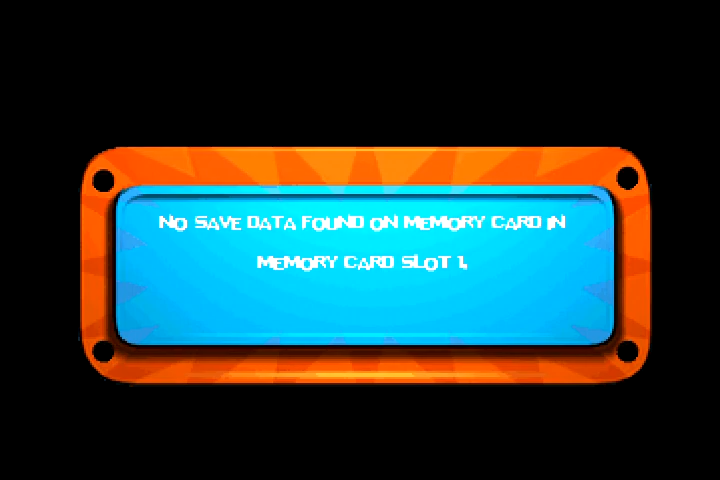 NO SAVE DATA FOUND ON MEMORY CARD IN
MEMORY CARD SLOT 1.